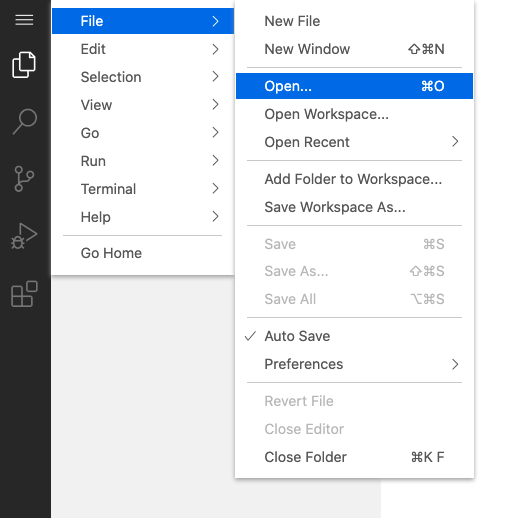 File
Edit
Selection
View
Go
Run
Terminal
Help
Go Home
New File
New Window ⇧⌘N
Open... ⌘O
Open Workspace...
Open Recent
Add Folder to Workspace...
Save Workspace As...
Save ⌘S
Save As... ⇧⌘S
Save All ⌥⌘S
✓ Auto Save
Preferences
Revert File
Close Editor
Close Folder ⌘K F